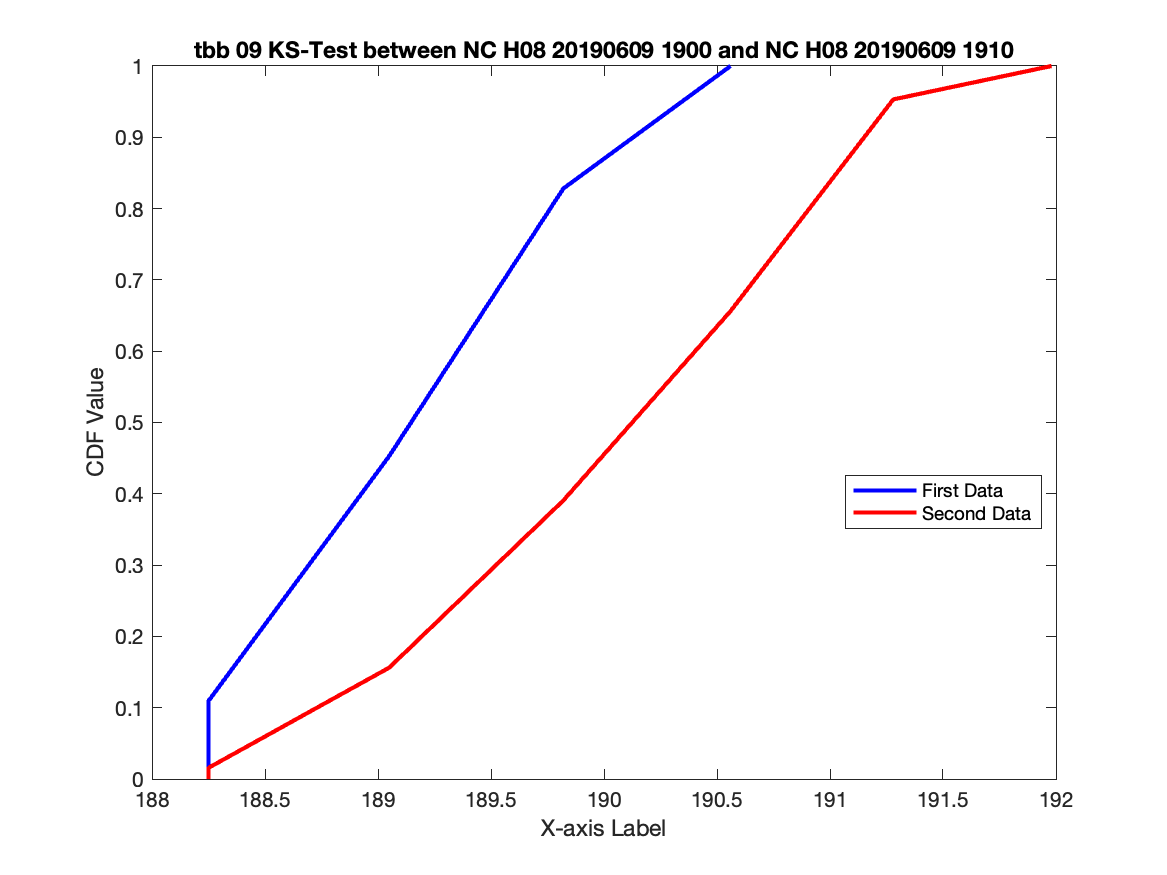 tbb 09 KS-Test between NC H08 20190609 1900 and NC H08 20190609 1910
1
0.9
0.8
0.7
0.6
0.5
0.4
0.3
0.2
0.1
0
CDF Value
First Data
Second Data
188 188.5 189 189.5 190 190.5 191 191.5 192
X-axis Label